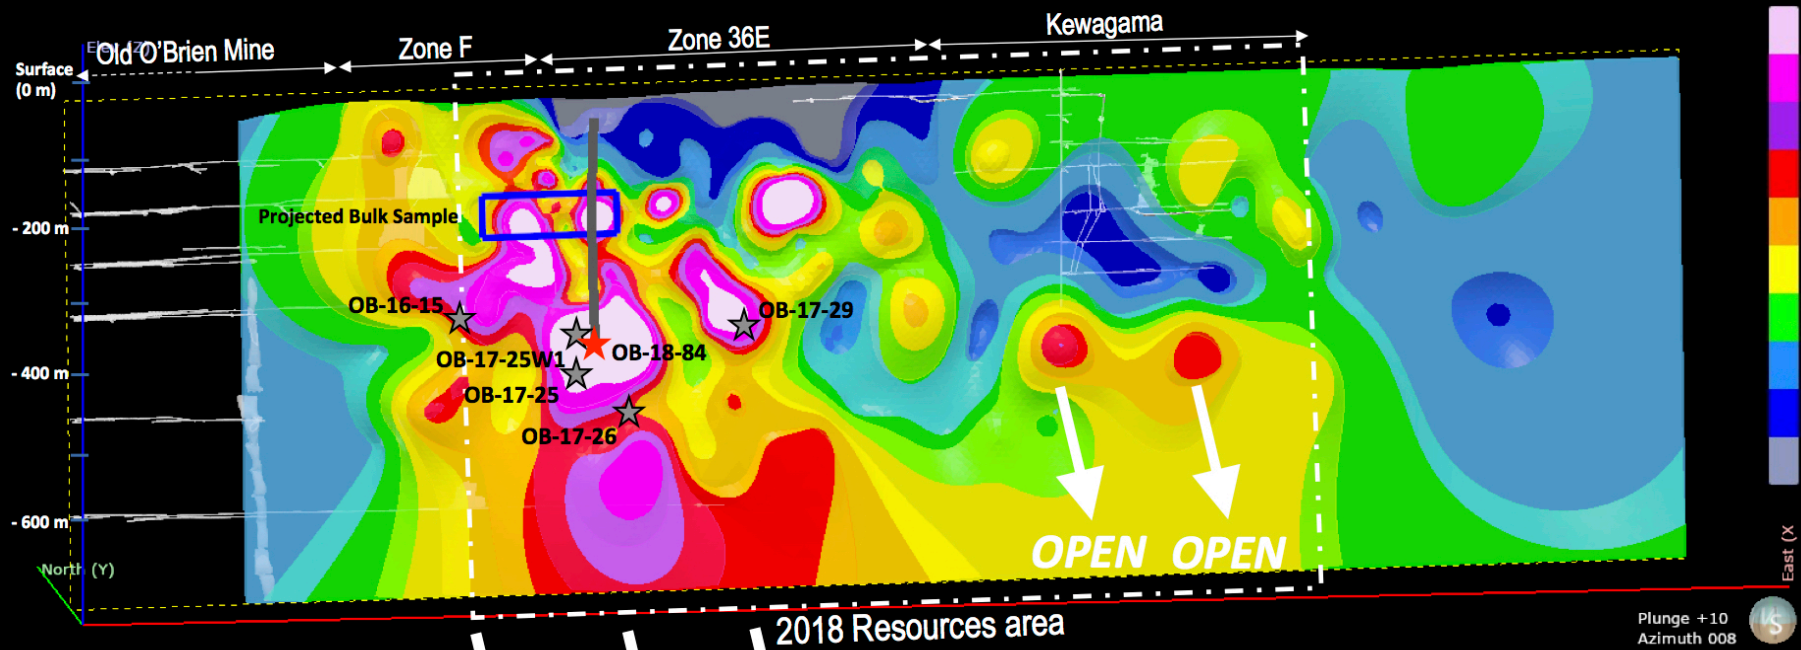 Elev (Z)
Old O'Brien Mine
Zone F
Zone 36E
Kewagama
Surface
(0 m)
Projected Bulk Sample
- 200 m
OB-16-15
OB-17-29
OB-17-25W1
OB-18-84
- 400 m
OB-17-25
OB-17-26
- 600 m
OPEN OPEN
North (Y)
East (X
2018 Resources area
Plunge +10
Azimuth 008